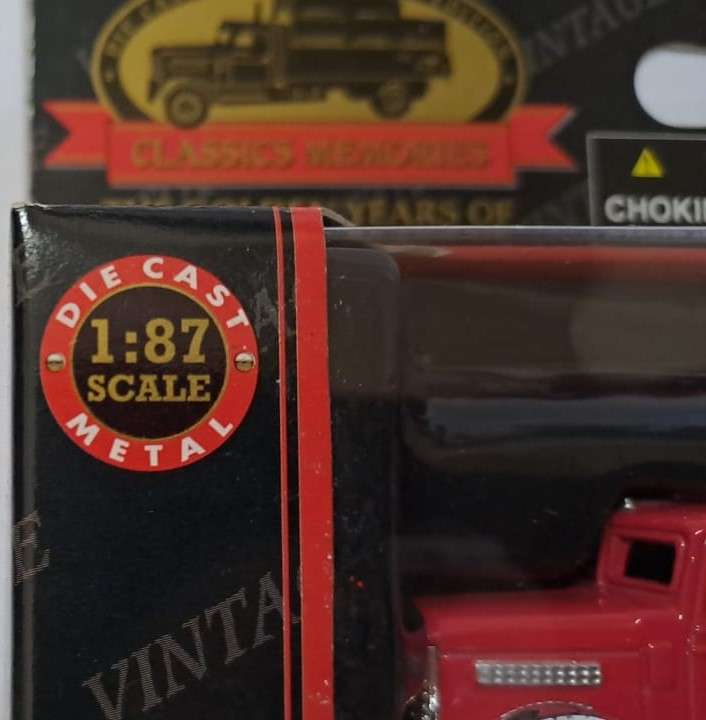 CLASSICS MEMORIES
YEARS OF
CHOKI
DIE CAST
1:87
SCALE
METAL
VINTA